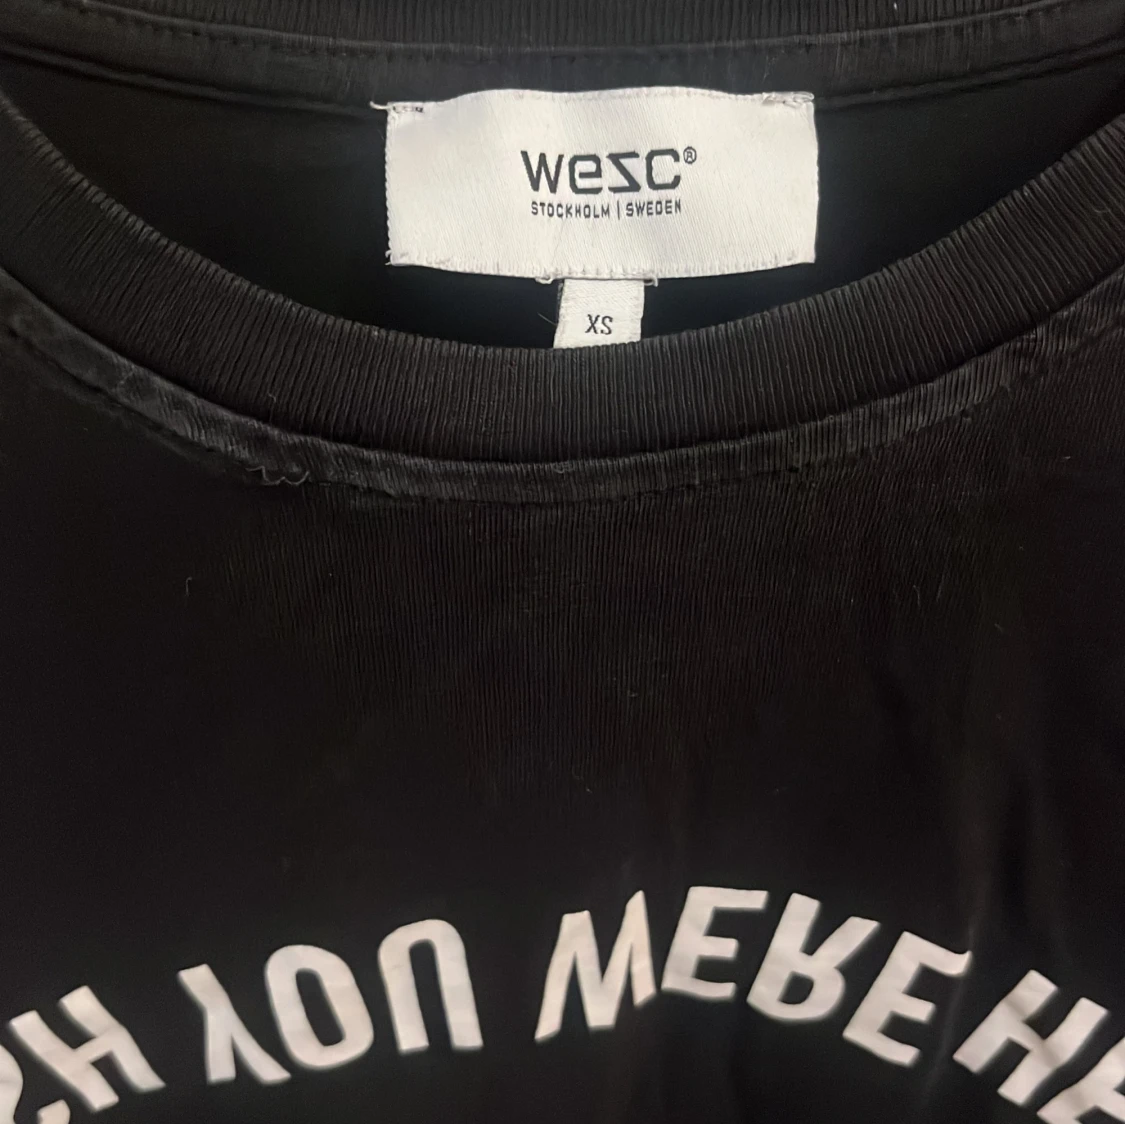 wesc®
STOCKHOLM | SWEDEN
XS
YOU WERE